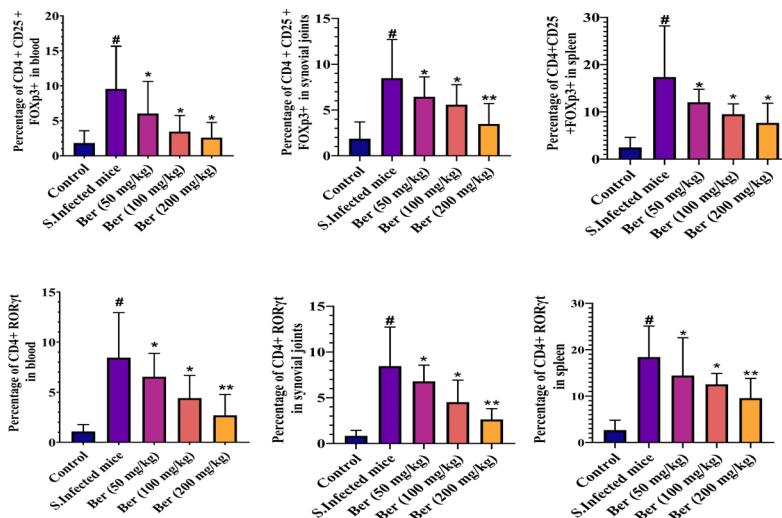 Percentage of CD4 + CD25 +
FOXp3+ in blood
20
15
10
5
0
#
*
*
*
Control
S.Infected mice
Ber (50 mg/kg)
Ber (100 mg/kg)
Ber (200 mg/kg)
Percentage of CD4 + CD25 +
FOXp3+ in synovial joints
15
10
5
0
#
*
*
**
Control
S.Infected mice
Ber (50 mg/kg)
Ber (100 mg/kg)
Ber (200 mg/kg)
Percentage of CD4+CD25
+FOXp3+ in spleen
30
20
10
0
#
*
*
*
Control
S.Infected mice
Ber (50 mg/kg)
Ber (100 mg/kg)
Ber (200 mg/kg)
Percentage of CD4+ RORγt
in blood
15
10
5
0
#
*
*
**
Control
S.Infected mice
Ber (50 mg/kg)
Ber (100 mg/kg)
Ber (200 mg/kg)
Percentage of CD4+ RORγt
in synovial joints
15
10
5
0
#
*
*
**
Control
S.Infected mice
Ber (50 mg/kg)
Ber (100 mg/kg)
Ber (200 mg/kg)
Percentage of CD4+ RORγt
in spleen
30
20
10
0
#
*
*
**
Control
S.Infected mice
Ber (50 mg/kg)
Ber (100 mg/kg)
Ber (200 mg/kg)